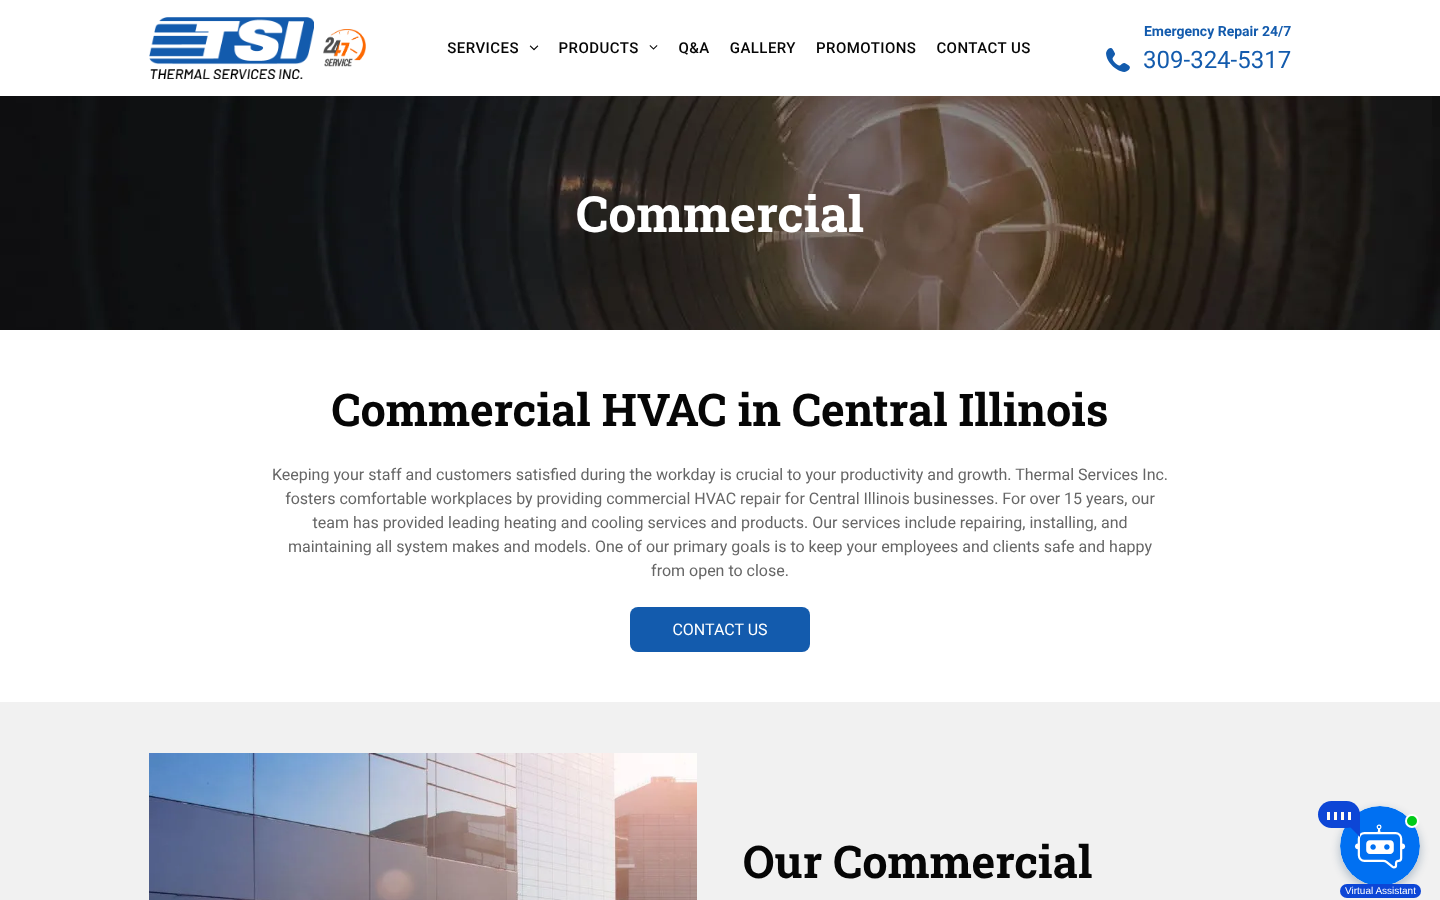 TSI
THERMAL SERVICES INC.
24/7
SERVICE
SERVICES
PRODUCTS
Q&A
GALLERY
PROMOTIONS
CONTACT US
Emergency Repair 24/7
309-324-5317
Commercial
Commercial HVAC in Central Illinois
Keeping your staff and customers satisfied during the workday is crucial to your productivity and growth. Thermal Services Inc.
fosters comfortable workplaces by providing commercial HVAC repair for Central Illinois businesses. For over 15 years, our
team has provided leading heating and cooling services and products. Our services include repairing, installing, and
maintaining all system makes and models. One of our primary goals is to keep your employees and clients safe and happy
from open to close.
CONTACT US
Our Commercial
Virtual Assistant